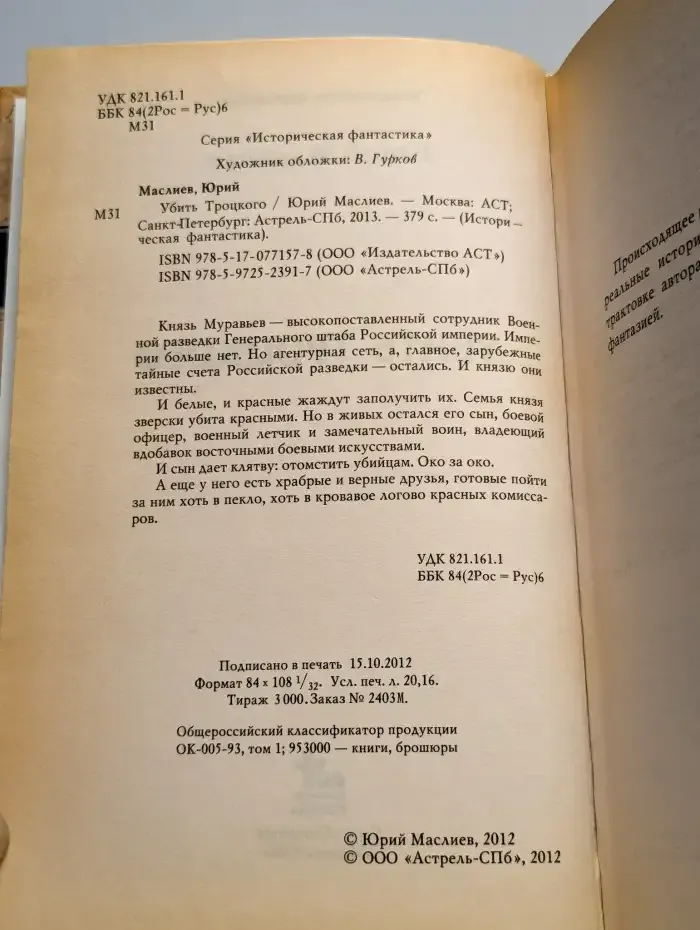 УДК 821.161.1
ББК 84(2Рос = Рус)6
М31
Серия «Историческая фантастика»
Художник обложки: В. Гурков
Маслиев, Юрий
М31 Убить Троцкого / Юрий Маслиев. — Москва: АСТ;
Санкт-Петербург: Астрель-СПб, 2013. — 379 с. — (Истори–
ческая фантастика).
ISBN 978-5-17-077157-8 (ООО «Издательство АСТ»)
ISBN 978-5-9725-2391-7 (ООО «Астрель-СПб»)
Князь Муравьев — высокопоставленный сотрудник Воен-
ной разведки Генерального штаба Российской империи. Импе-
рии больше нет. Но агентурная сеть, а, главное, зарубежные
тайные счета Российской разведки — остались. И князю они
известны.
И белые, и красные жаждут заполучить их. Семья князя
зверски убита красными. Но в живых остался его сын, боевой
офицер, военный летчик и замечательный воин, владеющий
вдобавок восточными боевыми искусствами.
И сын дает клятву: отомстить убийцам. Око за око.
А еще у него есть храбрые и верные друзья, готовые пойти
за ним хоть в пекло, хоть в кровавое логово красных комисса-
ров.
УДК 821.161.1
ББК 84(2Рос = Рус)6
Подписано в печать 15.10.2012
Формат 84 × 108 1/32. Усл. печ. л. 20,16.
Тираж 3 000. Заказ № 2403М.
Общероссийский классификатор продукции
ОК-005-93, том 1; 953000 — книги, брошюры
© Юрий Маслиев, 2012
© ООО «Астрель-СПб», 2012
Происходящее
реальные
трактовке автора
фантазией.